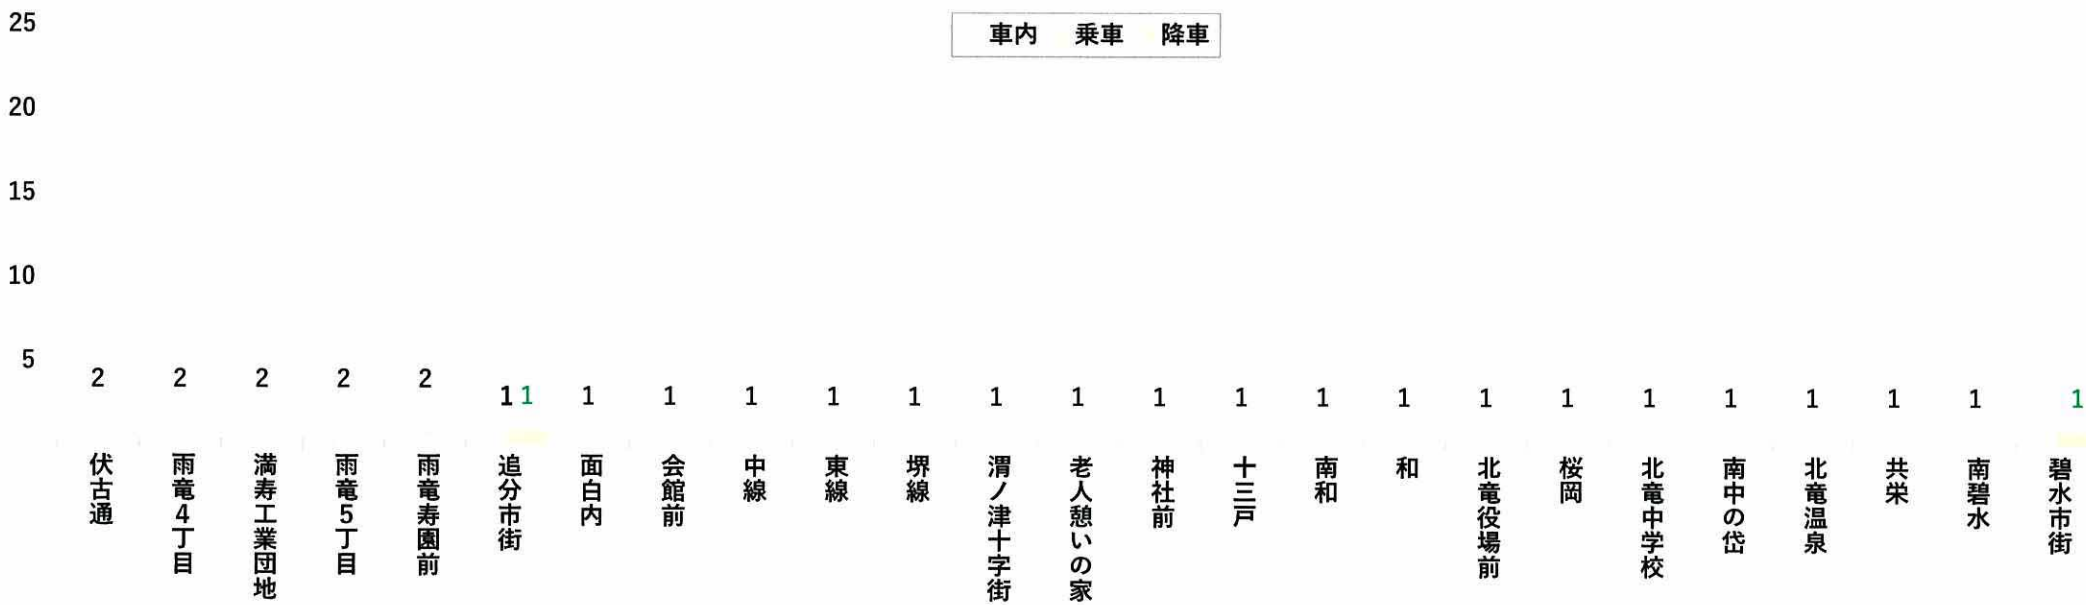 25
車内 乗車 降車
20
15
10
5
2 2 2 2 2 1 1 1 1 1 1 1 1 1 1 1 1 1 1 1 1 1 1 1 1 1
伏古通
雨竜4丁目
満寿工業団地
雨竜5丁目
雨竜寿園前
追分市街
面白内
会館前
中線
東線
堺線
渭ノ津十字街
老人憩いの家
神社前
十三戸
南和
和
北竜役場前
桜岡
北竜中学校
南中の岱
北竜温泉
共栄
南碧水
碧水市街